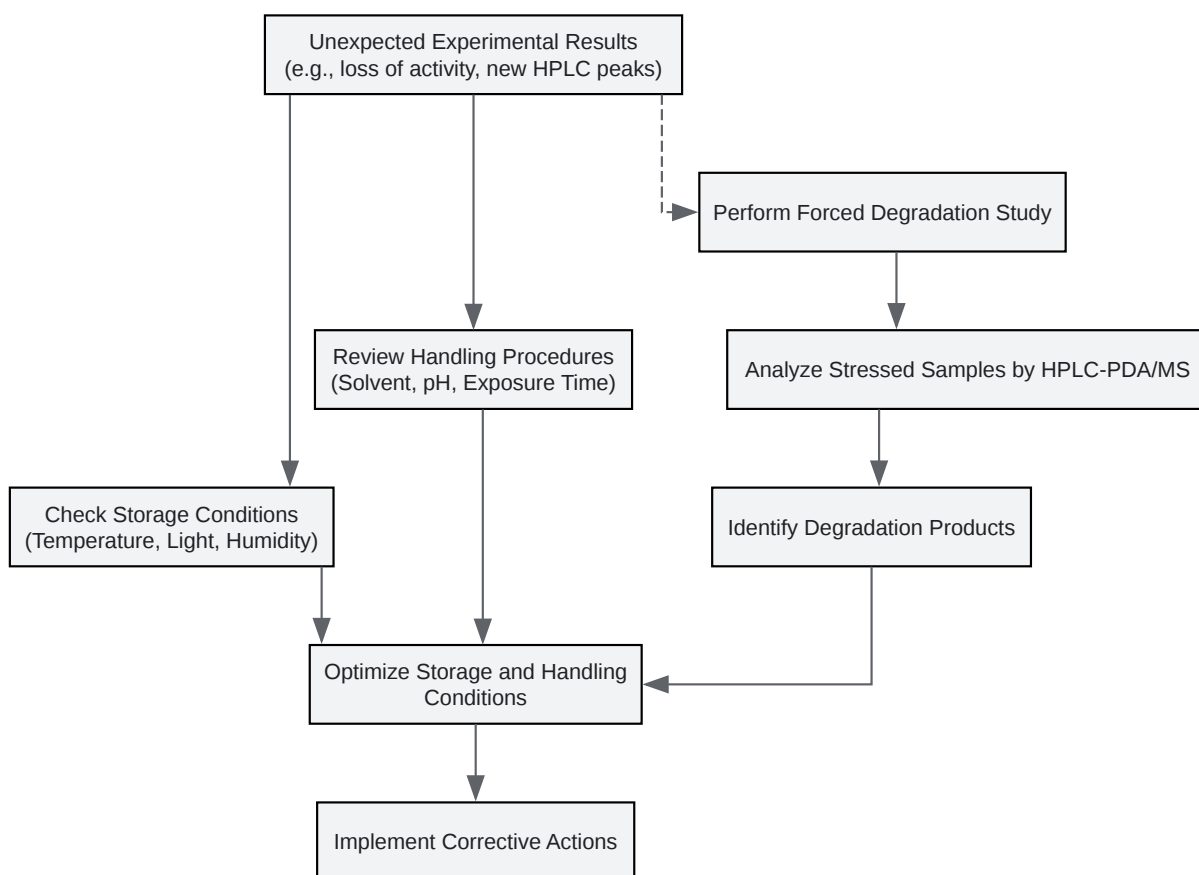 Unexpected Experimental Results
(e.g., loss of activity, new HPLC peaks)
Perform Forced Degradation Study
Review Handling Procedures
(Solvent, pH, Exposure Time)
Analyze Stressed Samples by HPLC-PDA/MS
Check Storage Conditions
(Temperature, Light, Humidity)
Identify Degradation Products
Optimize Storage and Handling
Conditions
Implement Corrective Actions